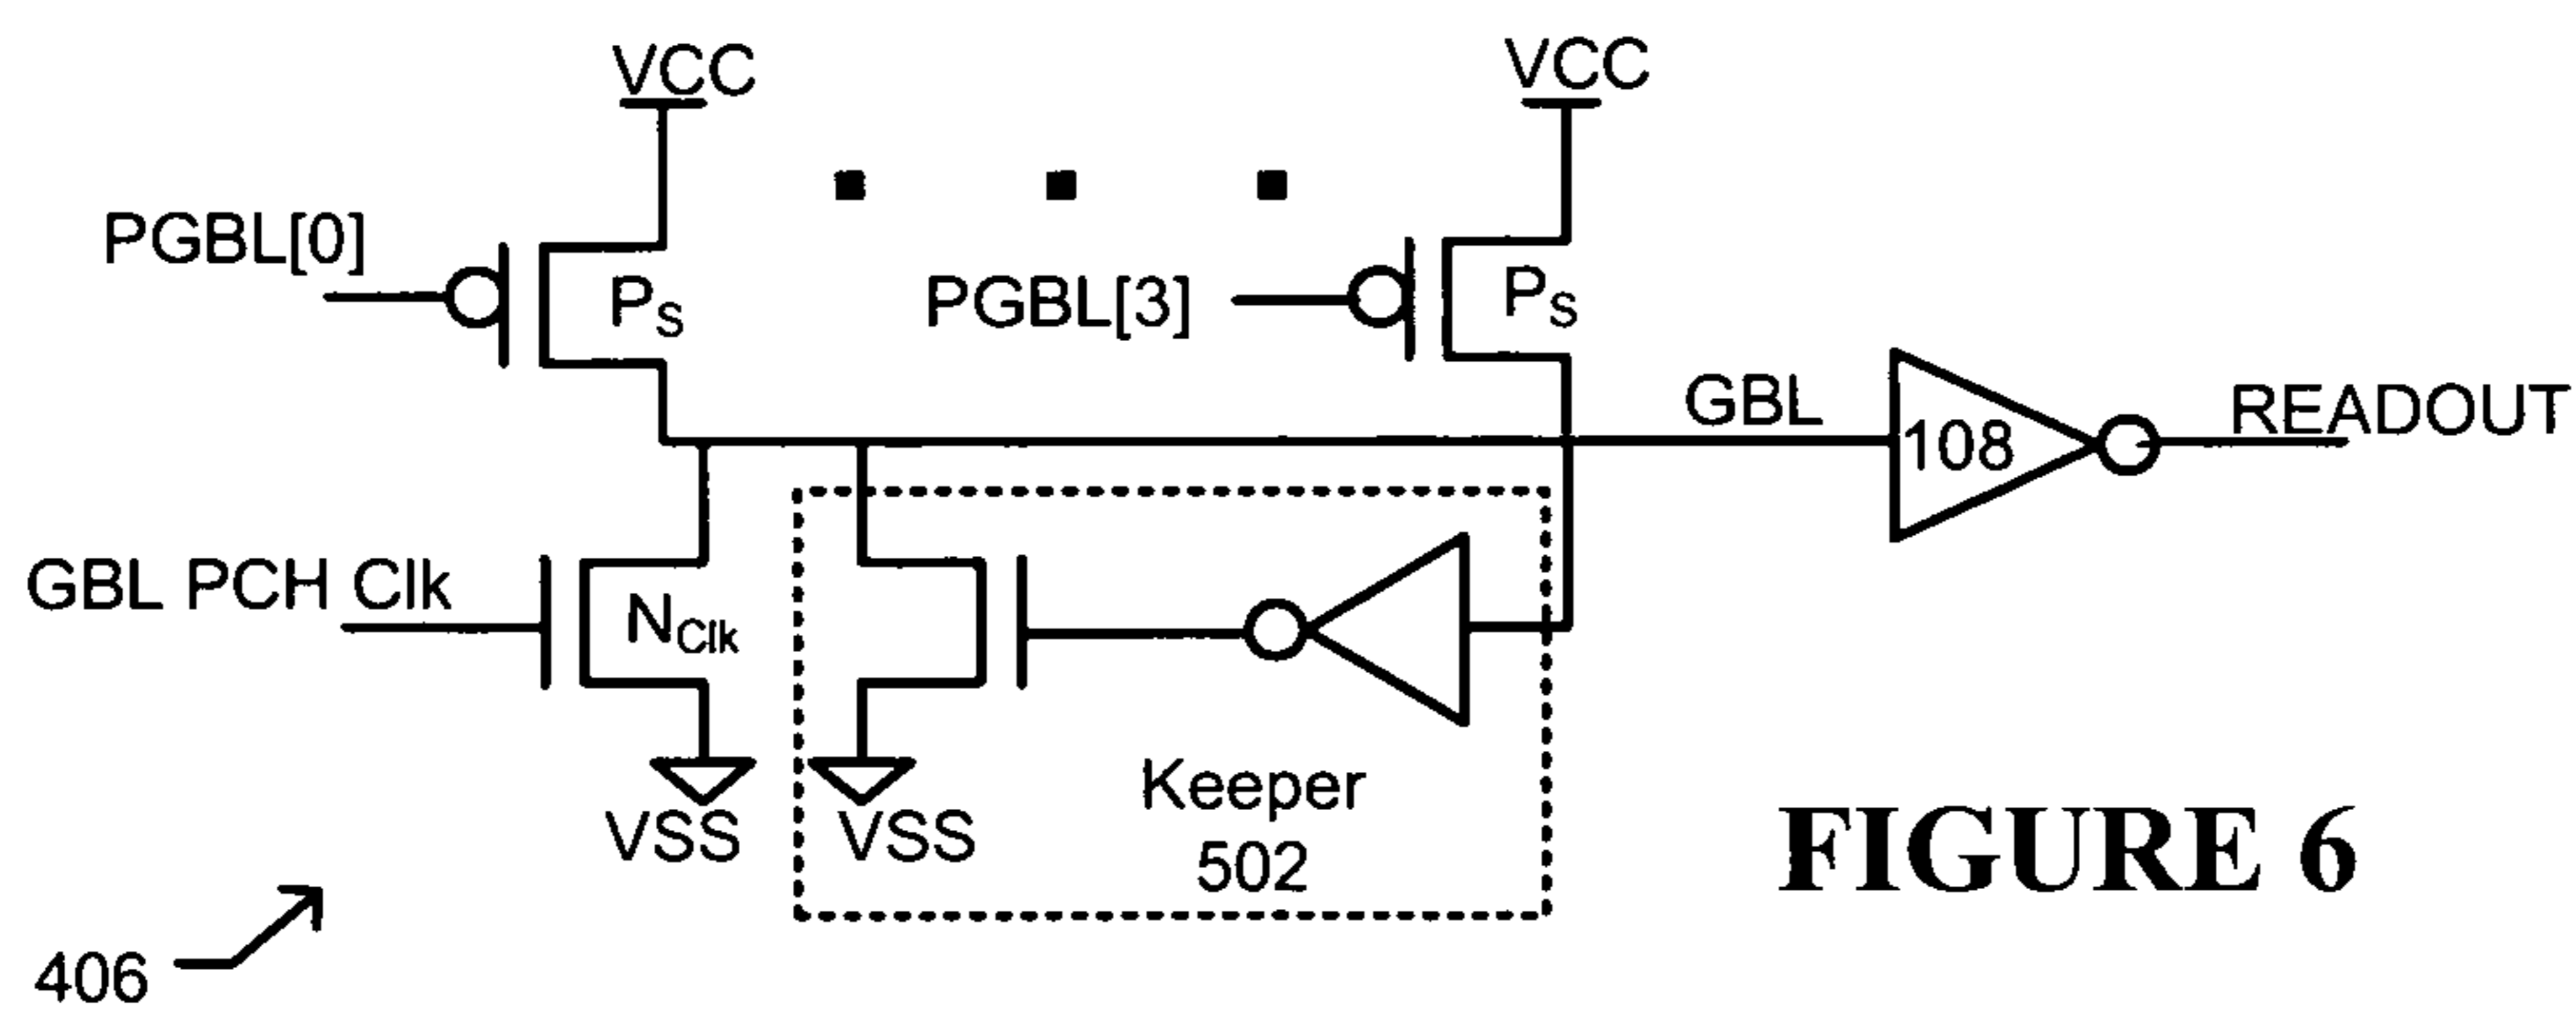 VCC
VCC
PGBL[0]
PS
PGBL[3]
PS
GBL
108
READOUT
GBL PCH Clk
NClk
VSS
VSS
Keeper
502
FIGURE 6
406